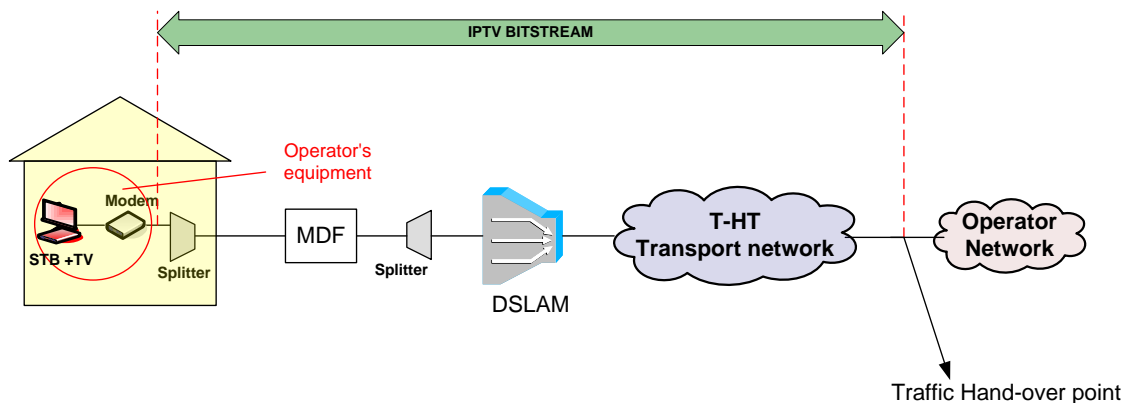 IPTV BITSTREAM
Operator's
equipment
Modem
STB +TV
Splitter
MDF
Splitter
DSLAM
T-HT
Transport network
Operator
Network
Traffic Hand-over point